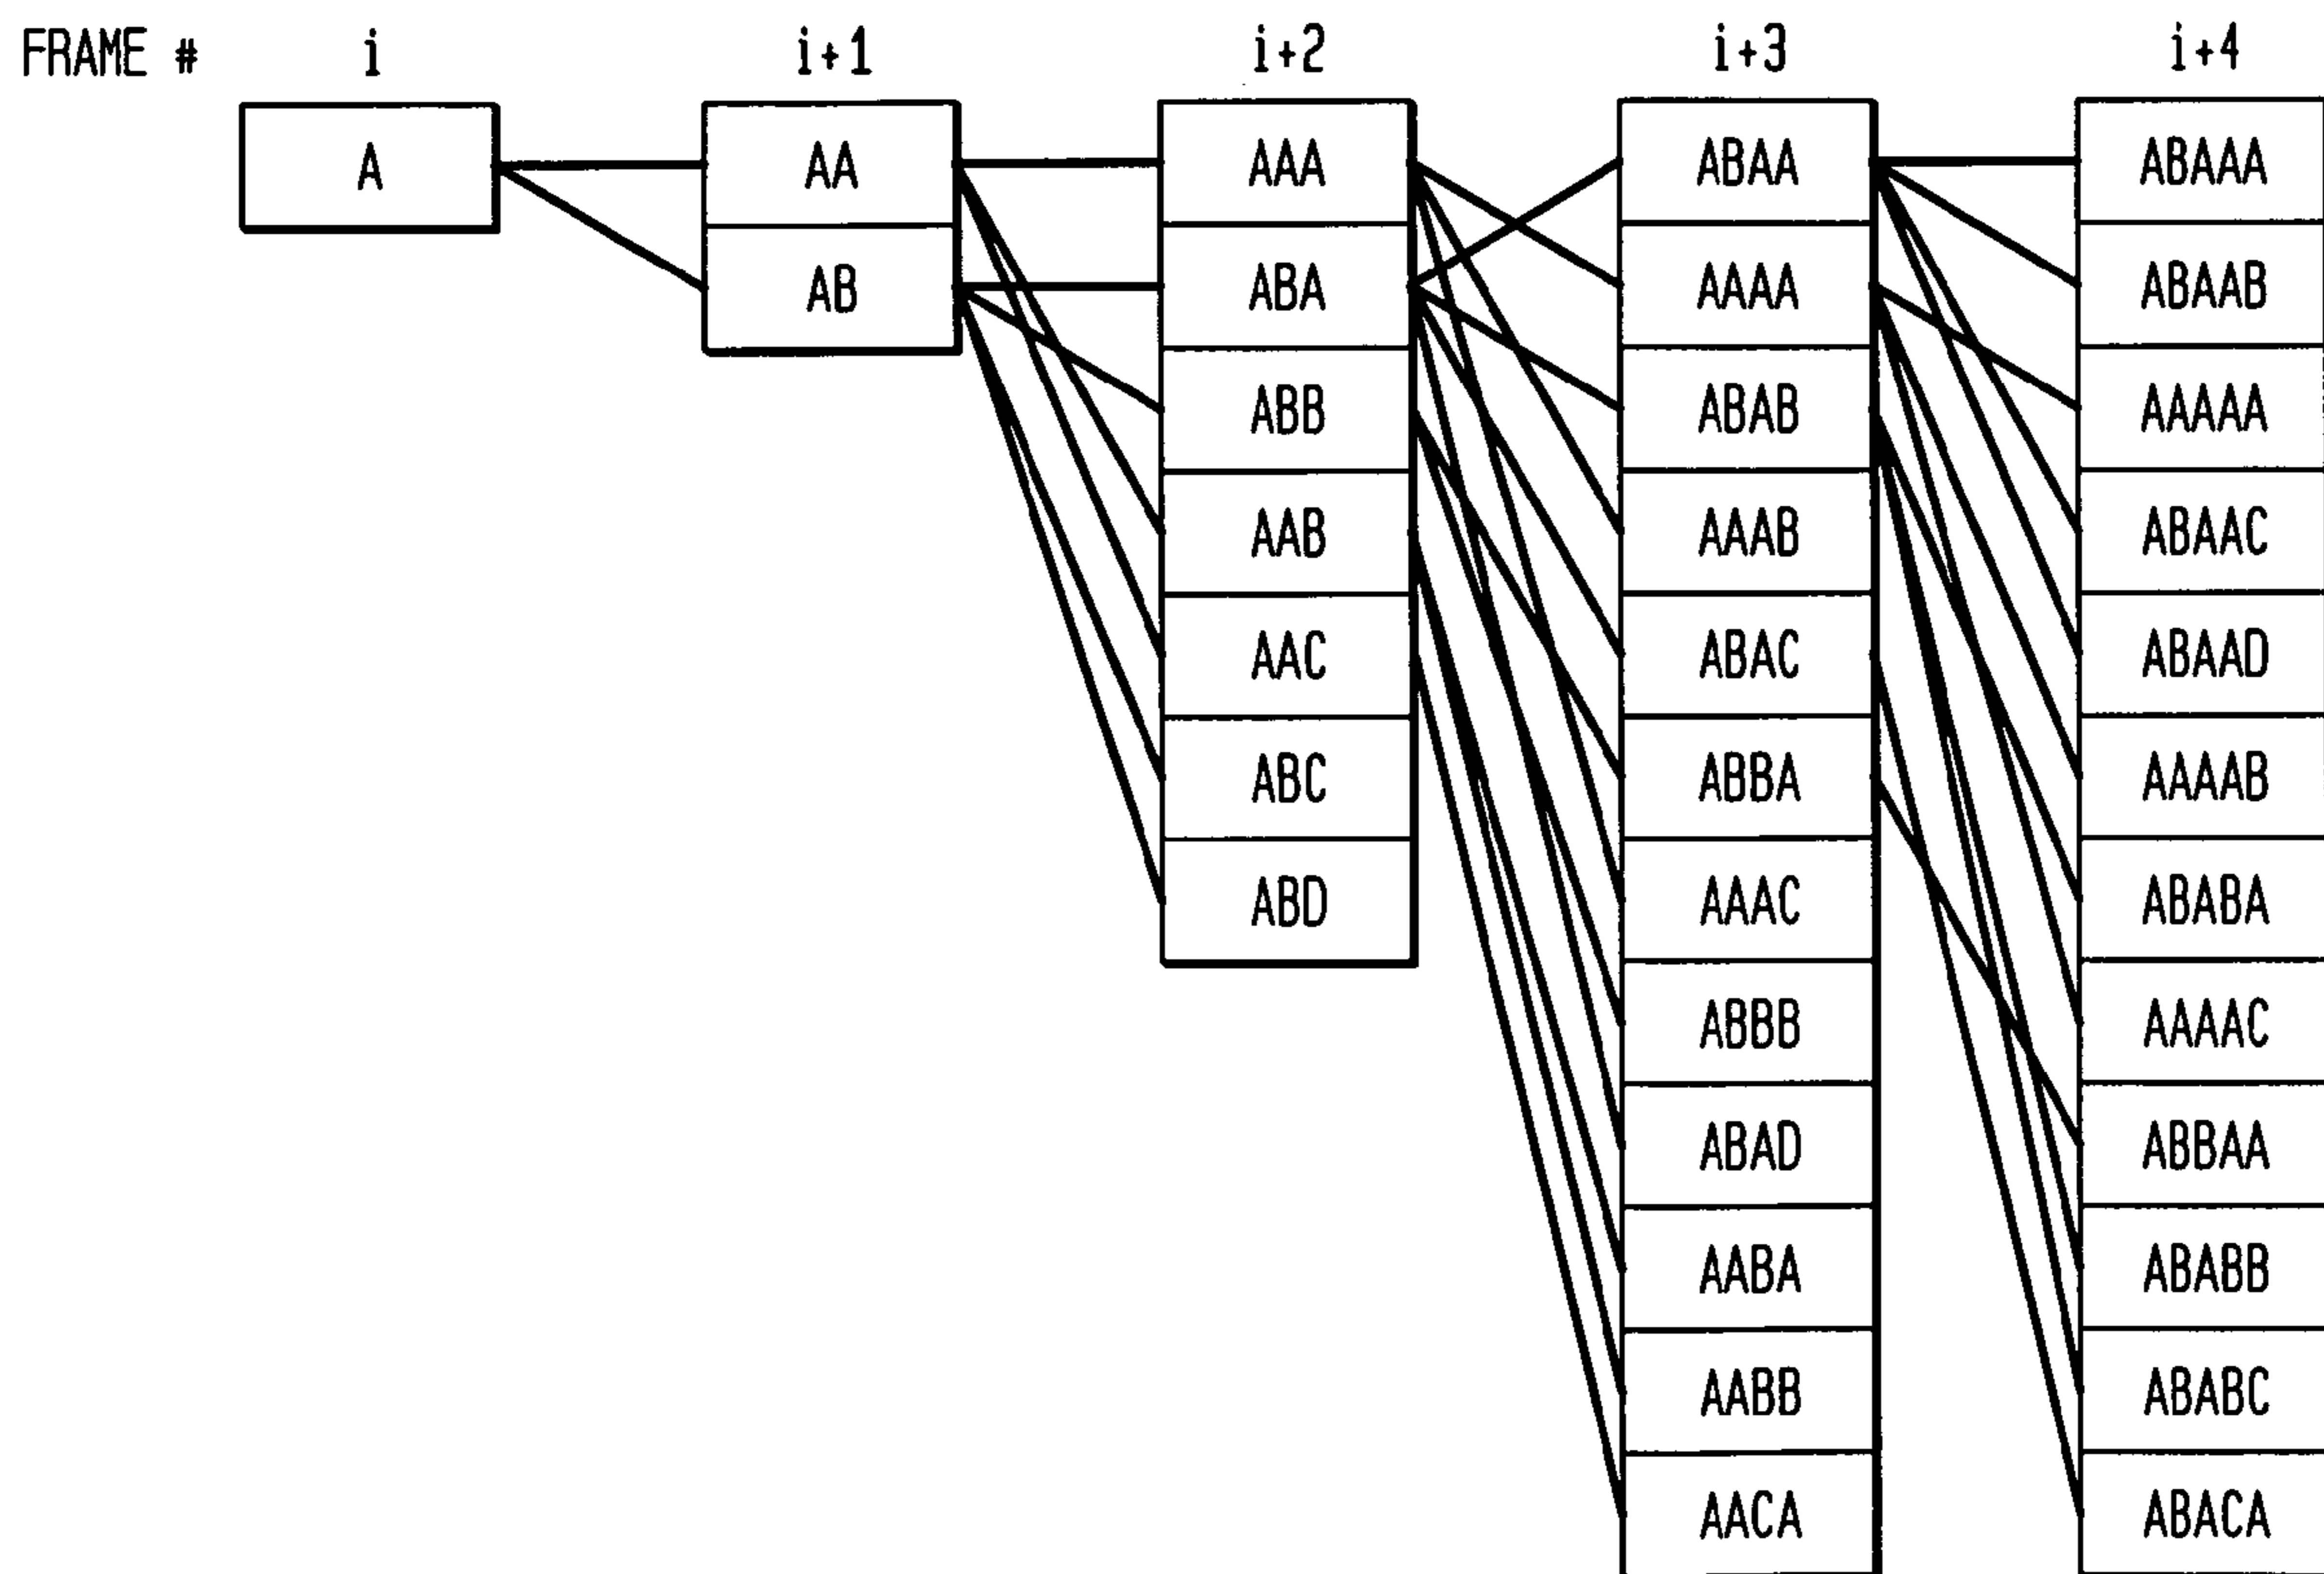 FRAME # i i+1 i+2 i+3 i+4
A AA AAA ABAA ABAAA
AB ABA AAAA ABAAB
ABB ABAB AAAAA
AAB AAAB ABAAC
AAC ABAC ABAAD
ABC ABBA AAAAB
ABD AAAC ABABA
ABBB AAAAC
ABAD ABBAA
AABA ABABB
AABB ABABC
AACA ABACA